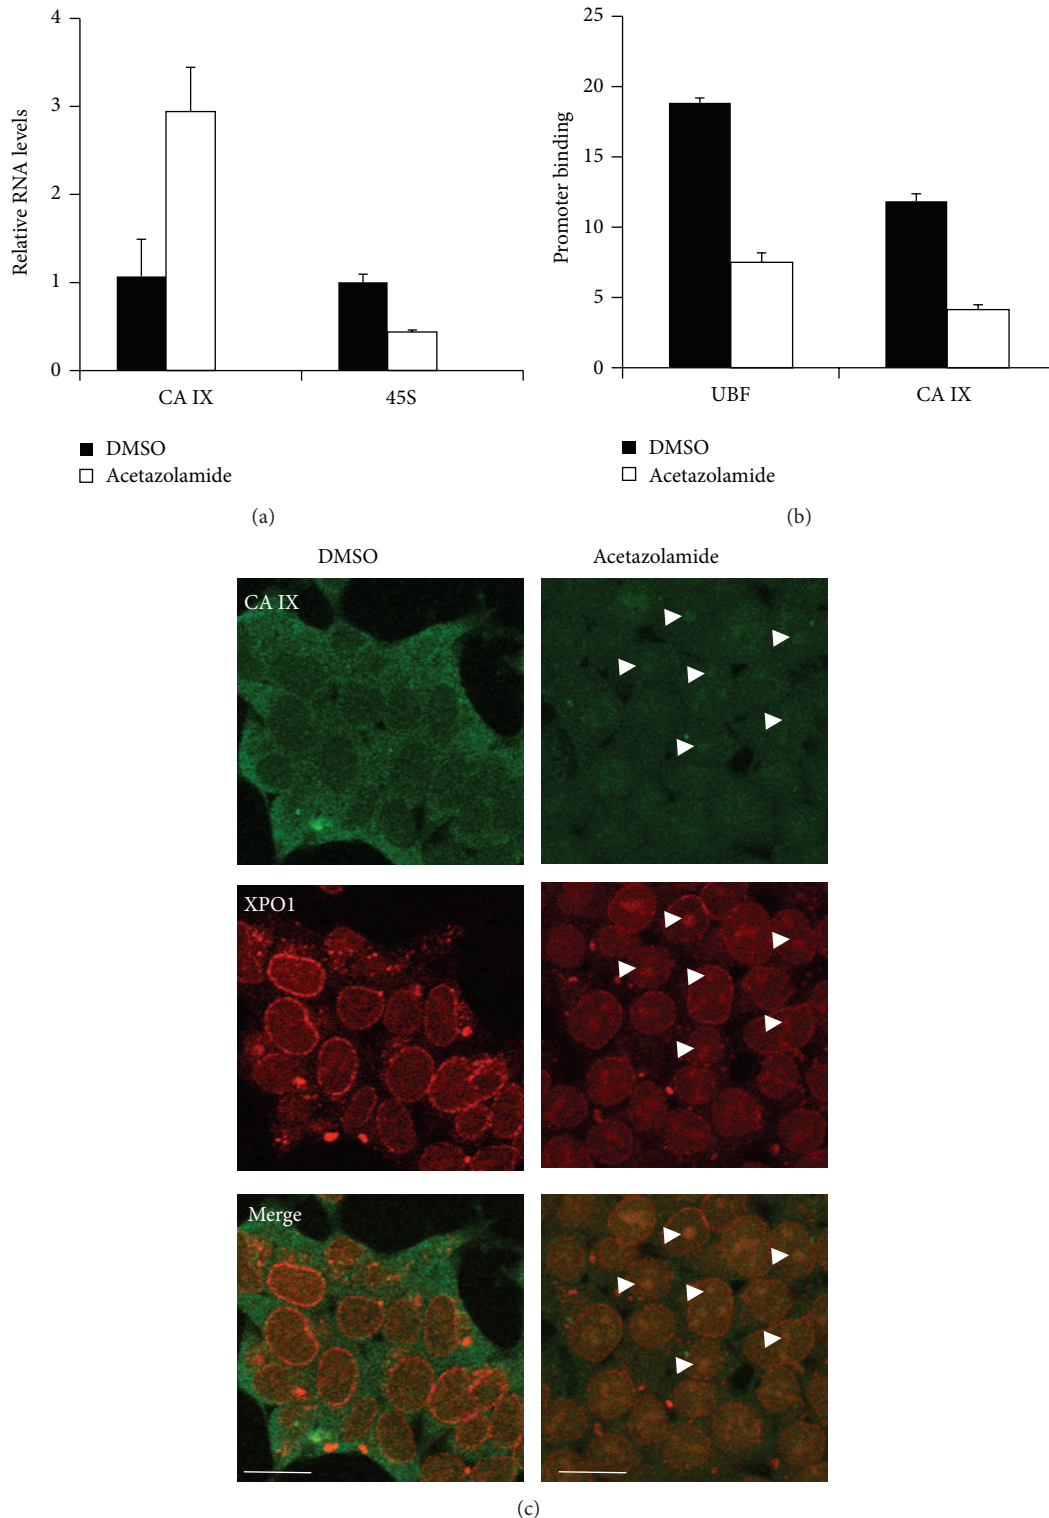 4
3
2
1
0
Relative RNA levels
CA IX
45S
DMSO
Acetazolamide
(a)
25
20
15
10
5
0
Promoter binding
UBF
CA IX
DMSO
Acetazolamide
(b)
DMSO
Acetazolamide
CA IX
XPO1
Merge
(c)